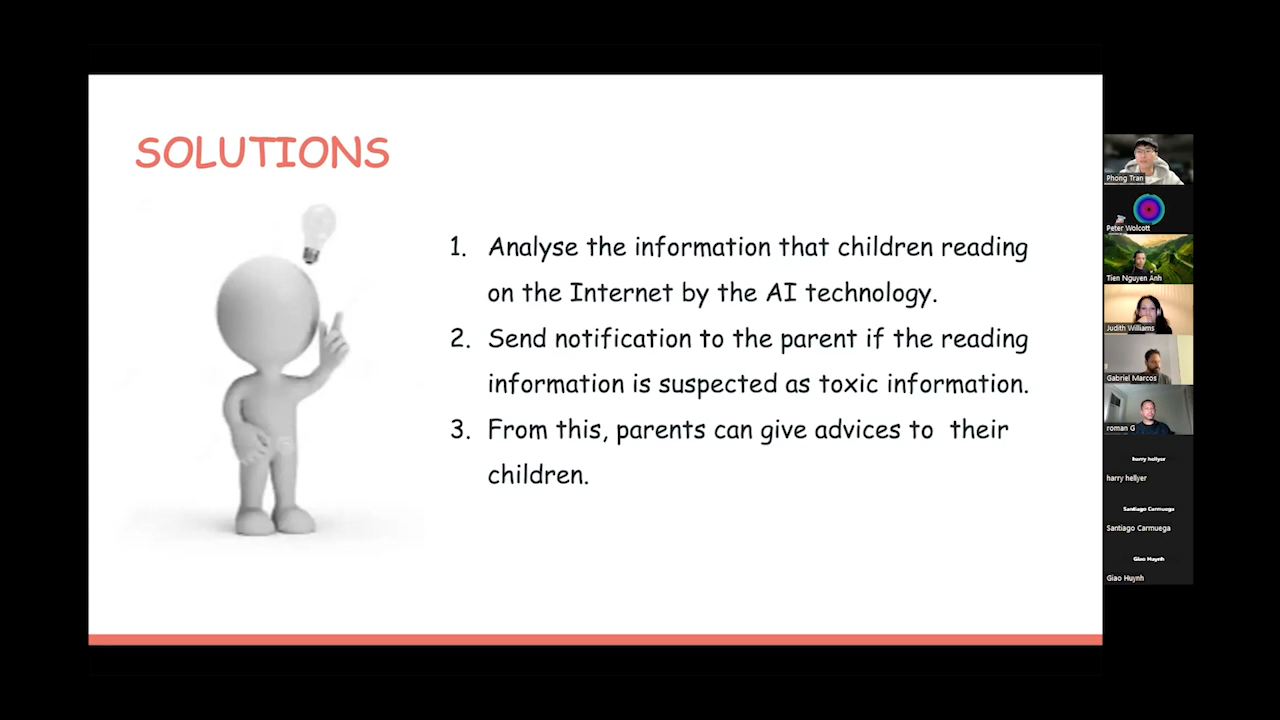 SOLUTIONS
1. Analyse the information that children reading
on the Internet by the AI technology.
2. Send notification to the parent if the reading
information is suspected as toxic information.
3. From this, parents can give advices to  their
children.
Phong Tran
Peter Wolcott
Tien Nguyen Anh
Judith Williams
Gabriel Marcos
roman G
harry hellyer
harry hellyer
Santiago Carmuega
Santiago Carmuega
Giao Huynh
Giao Huynh